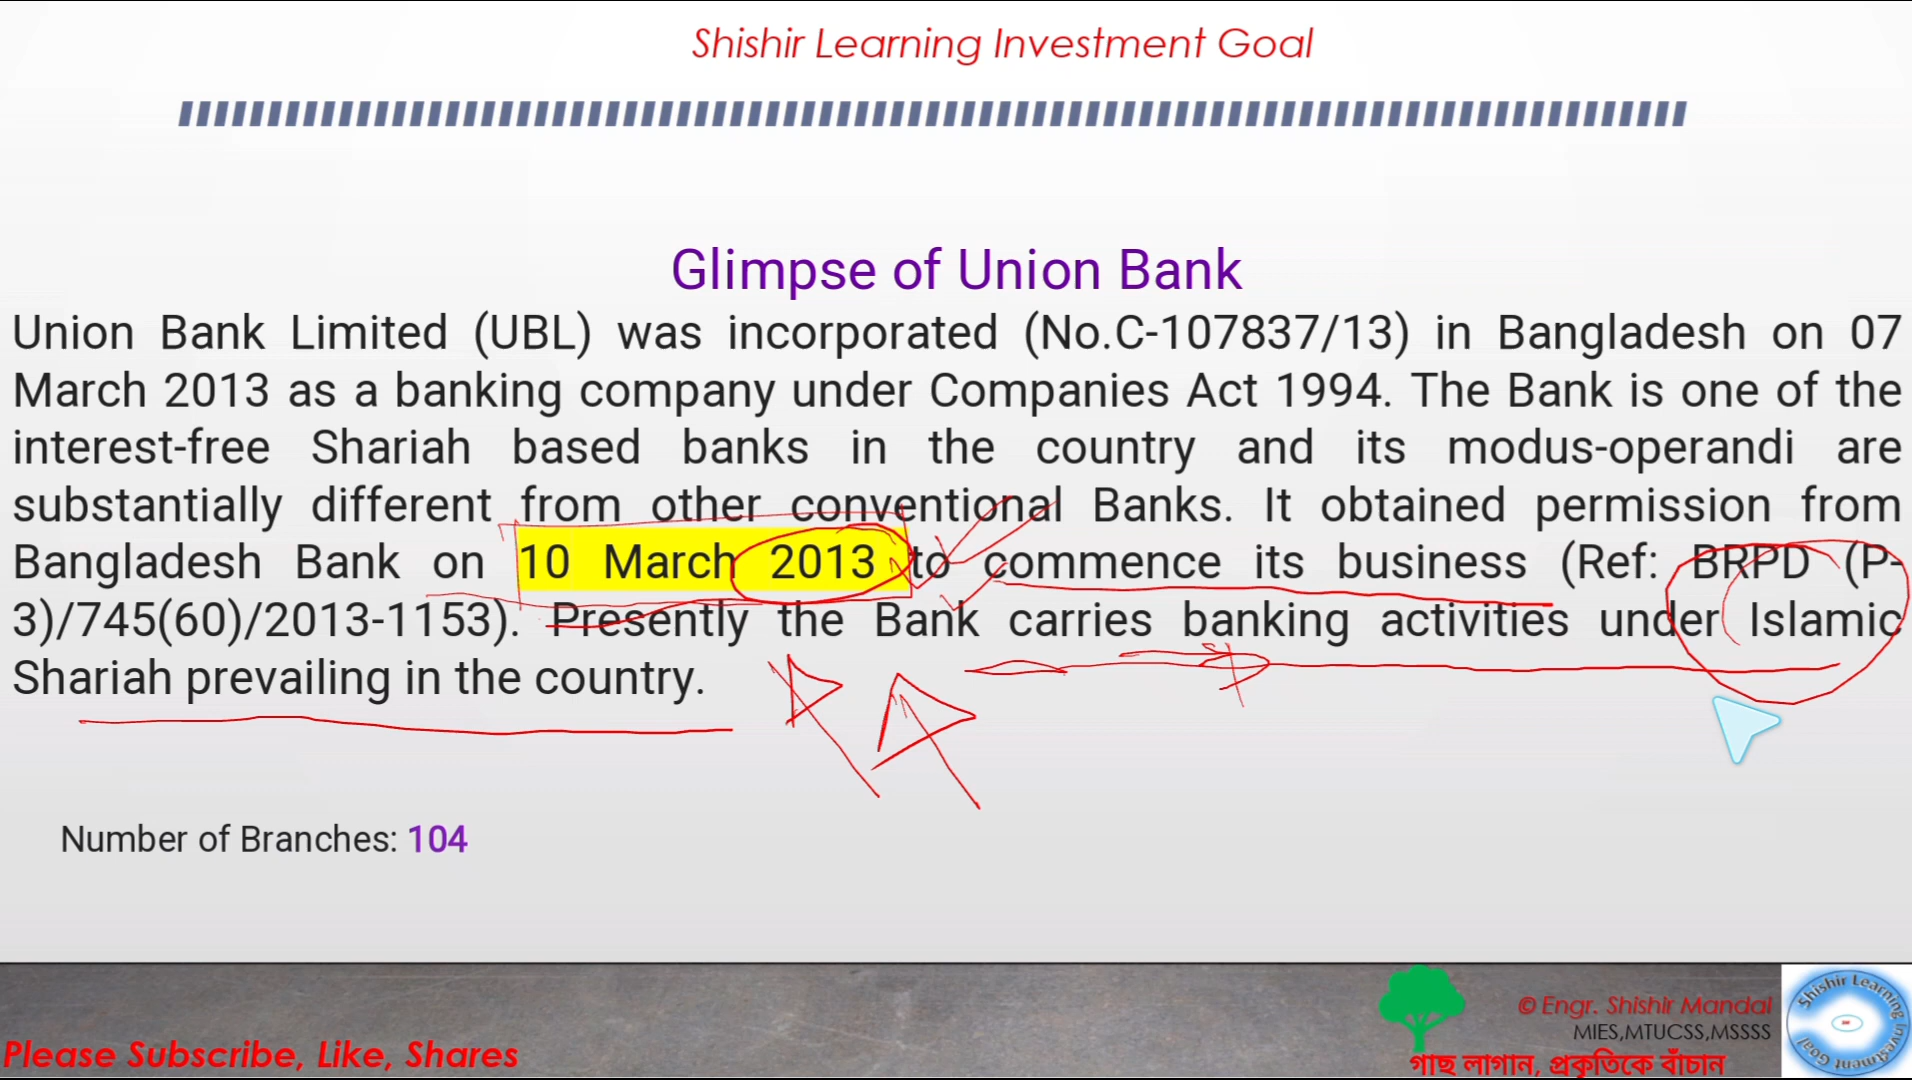 Shishir Learning Investment Goal
Glimpse of Union Bank
Union Bank Limited (UBL) was incorporated (No.C-107837/13) in Bangladesh on 07
March 2013 as a banking company under Companies Act 1994. The Bank is one of the
interest-free Shariah based banks in the country and its modus-operandi are
substantially different from other conventional Banks. It obtained permission from
Bangladesh Bank on 10 March 2013 to commence its business (Ref: BRPD (P-
3)/745(60)/2013-1153). Presently the Bank carries banking activities under Islamic
Shariah prevailing in the country.
Number of Branches: 104
© Engr. Shishir Mandal
MIES,MTUCSS,MSSSS
Please Subscribe, Like, Shares
গাছ লাগান, প্রকৃতিকে বাঁচান
Shishir Learning Investment Goal